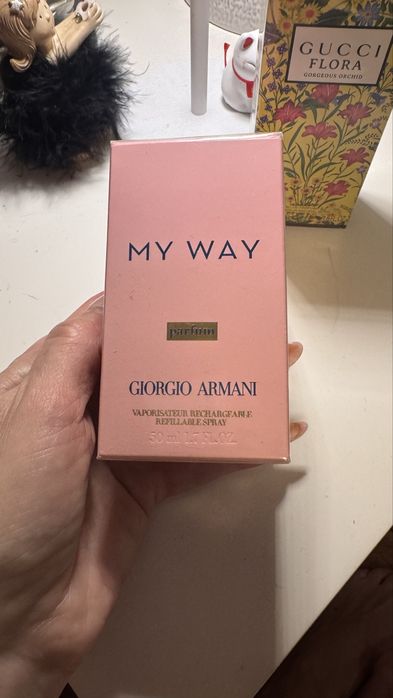 GUCCI
FLORA
GORGEOUS ORCHID
MY WAY
parfum
GIORGIO ARMANI
VAPORISATEUR RECHARGEABLE
REFILLABLE SPRAY
50 ml 1.7 FL.OZ.